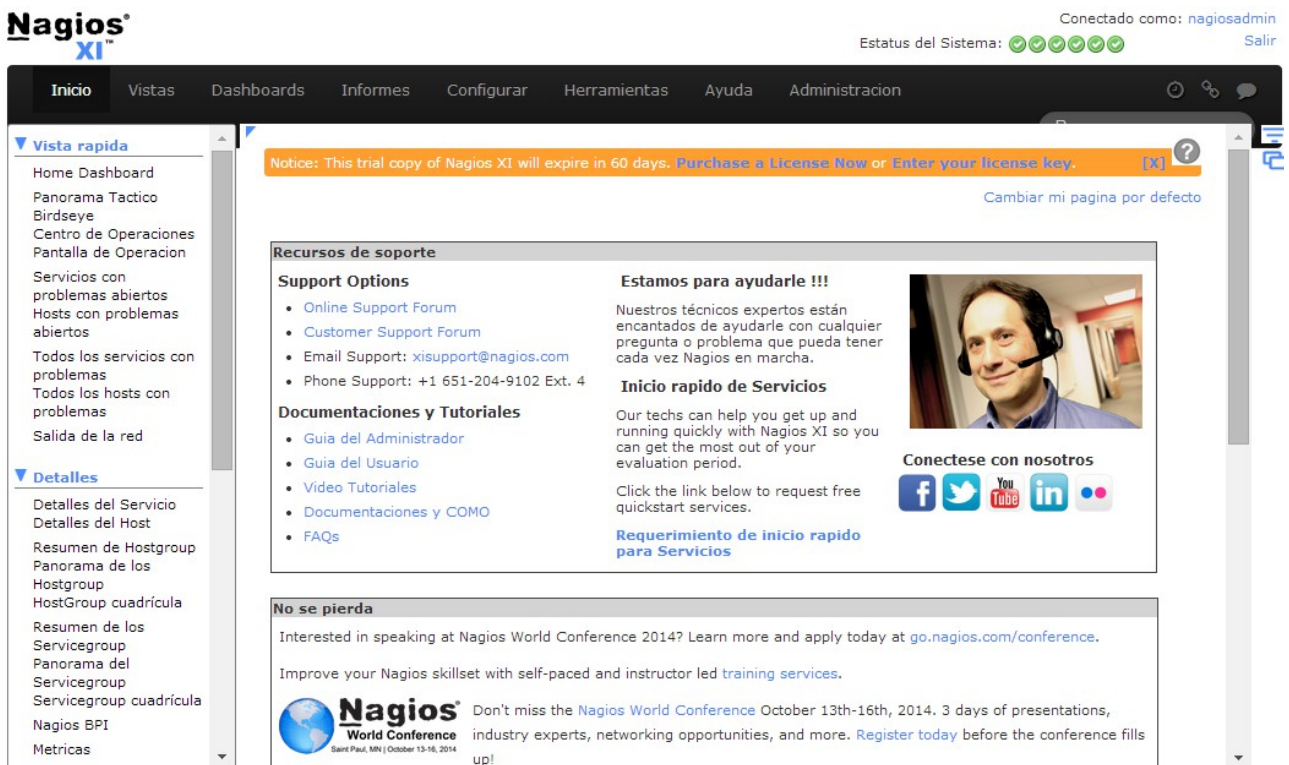 Nagios®
XI™
Conectado como: nagiosadmin
Estatus del Sistema:
Salir
Inicio Vistas Dashboards Informes Configurar Herramientas Ayuda Administracion
Vista rapida
Home Dashboard
Panorama Tactico
Birdseye
Centro de Operaciones
Pantalla de Operacion
Servicios con
problemas abiertos
Hosts con problemas
abiertos
Todos los servicios con
problemas
Todos los hosts con
problemas
Salida de la red
Detalles
Detalles del Servicio
Detalles del Host
Resumen de Hostgroup
Panorama de los
Hostgroup
HostGroup cuadrícula
Resumen de los
Servicegroup
Panorama del
Servicegroup
Servicegroup cuadrícula
Nagios BPI
Metricas
Notice: This trial copy of Nagios XI will expire in 60 days. Purchase a License Now or Enter your license key. [X]
?
Cambiar mi pagina por defecto
Recursos de soporte
Support Options
Online Support Forum
Customer Support Forum
Email Support: xisupport@nagios.com
Phone Support: +1 651-204-9102 Ext. 4
Documentaciones y Tutoriales
Guia del Administrador
Guia del Usuario
Video Tutoriales
Documentaciones y COMO
FAQs
Estamos para ayudarle !!!
Nuestros técnicos expertos están
encantados de ayudarle con cualquier
pregunta o problema que pueda tener
cada vez Nagios en marcha.
Inicio rapido de Servicios
Our techs can help you get up and
running quickly with Nagios XI so you
can get the most out of your
evaluation period.
Click the link below to request free
quickstart services.
Requerimiento de inicio rapido
para Servicios
Conectese con nosotros
f
You
Tube
in
No se pierda
Interested in speaking at Nagios World Conference 2014? Learn more and apply today at go.nagios.com/conference.
Improve your Nagios skillset with self-paced and instructor led training services.
Nagios®
World Conference
Saint Paul, MN | October 13-16, 2014
Don't miss the Nagios World Conference October 13th-16th, 2014. 3 days of presentations,
industry experts, networking opportunities, and more. Register today before the conference fills
up!